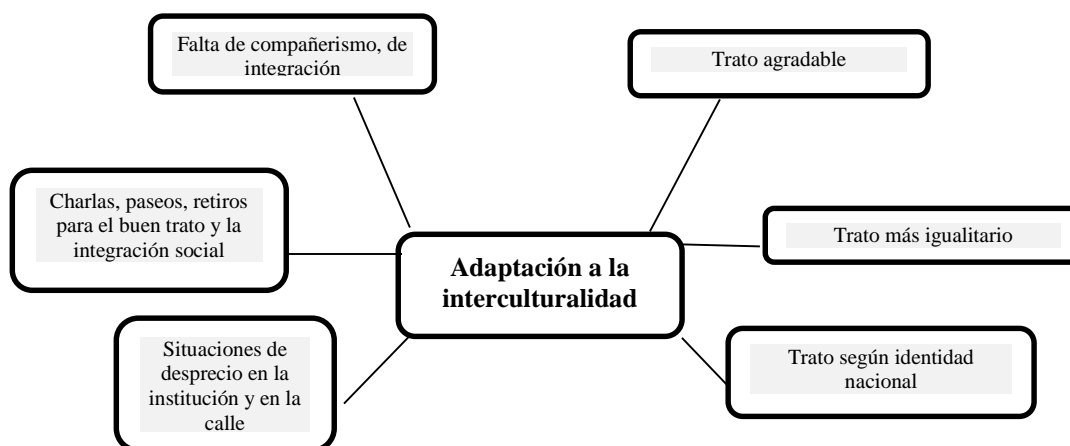 Falta de compañerismo, de
integración
Trato agradable
Charlas, paseos, retiros
para el buen trato y la
integración social
Trato más igualitario
Adaptación a la
interculturalidad
Situaciones de
desprecio en la
institución y en la
calle
Trato según identidad
nacional